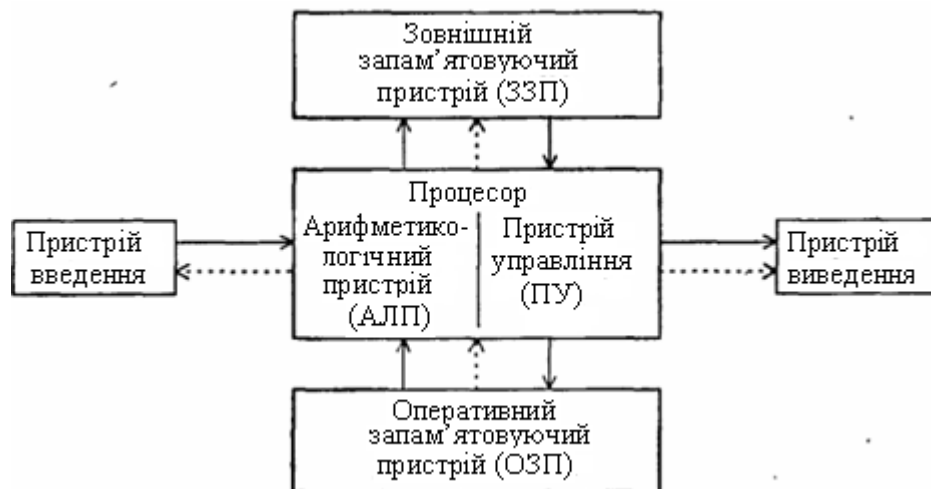 Зовнішній
запам’ятовуючий
пристрій (ЗЗП)
Процесор
Арифметико-
логічний
пристрій
(АЛП)
Пристрій
управління
(ПУ)
Пристрій
введення
Пристрій
виведення
Оперативний
запам’ятовуючий
пристрій (ОЗП)